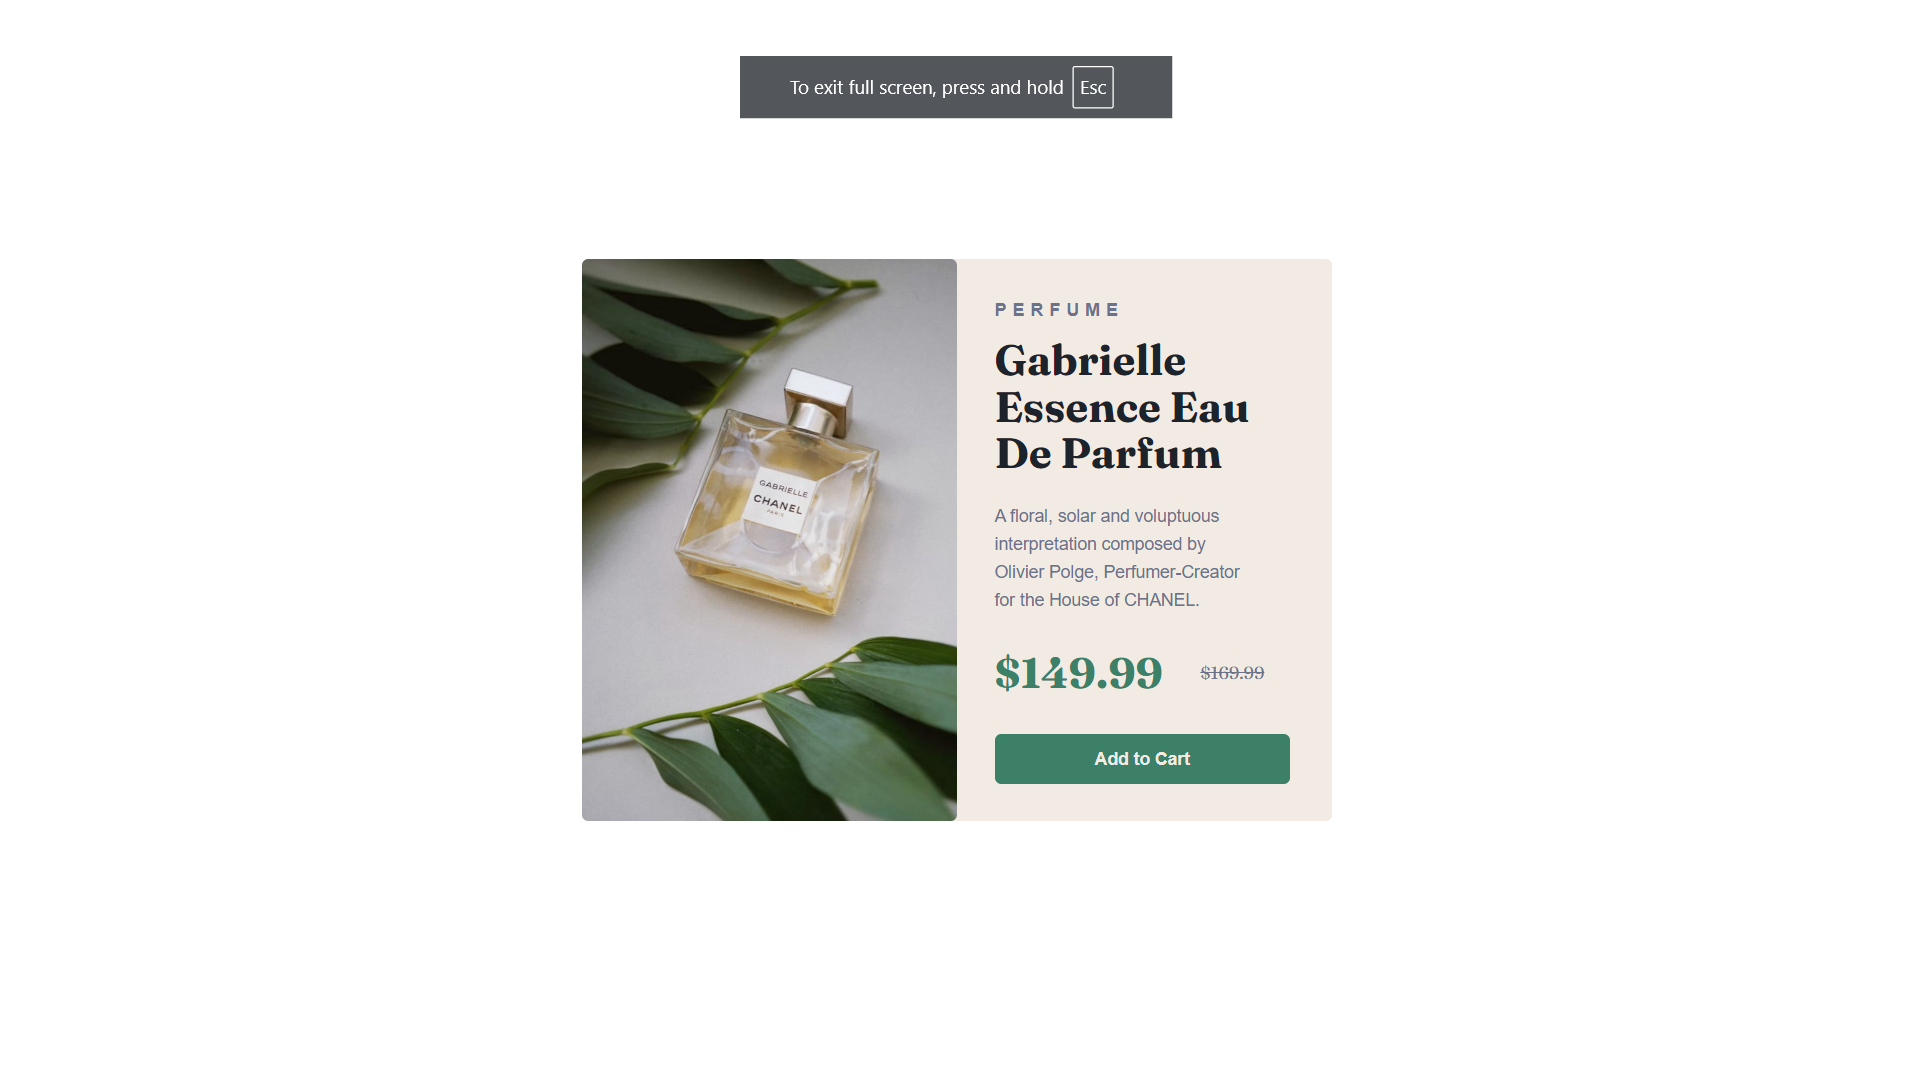 To exit full screen, press and hold Esc
GABRIELLE
CHANEL
PARIS
PERFUME
Gabrielle
Essence Eau
De Parfum
A floral, solar and voluptuous
interpretation composed by
Olivier Polge, Perfumer-Creator
for the House of CHANEL.
$149.99 $169.99
Add to Cart